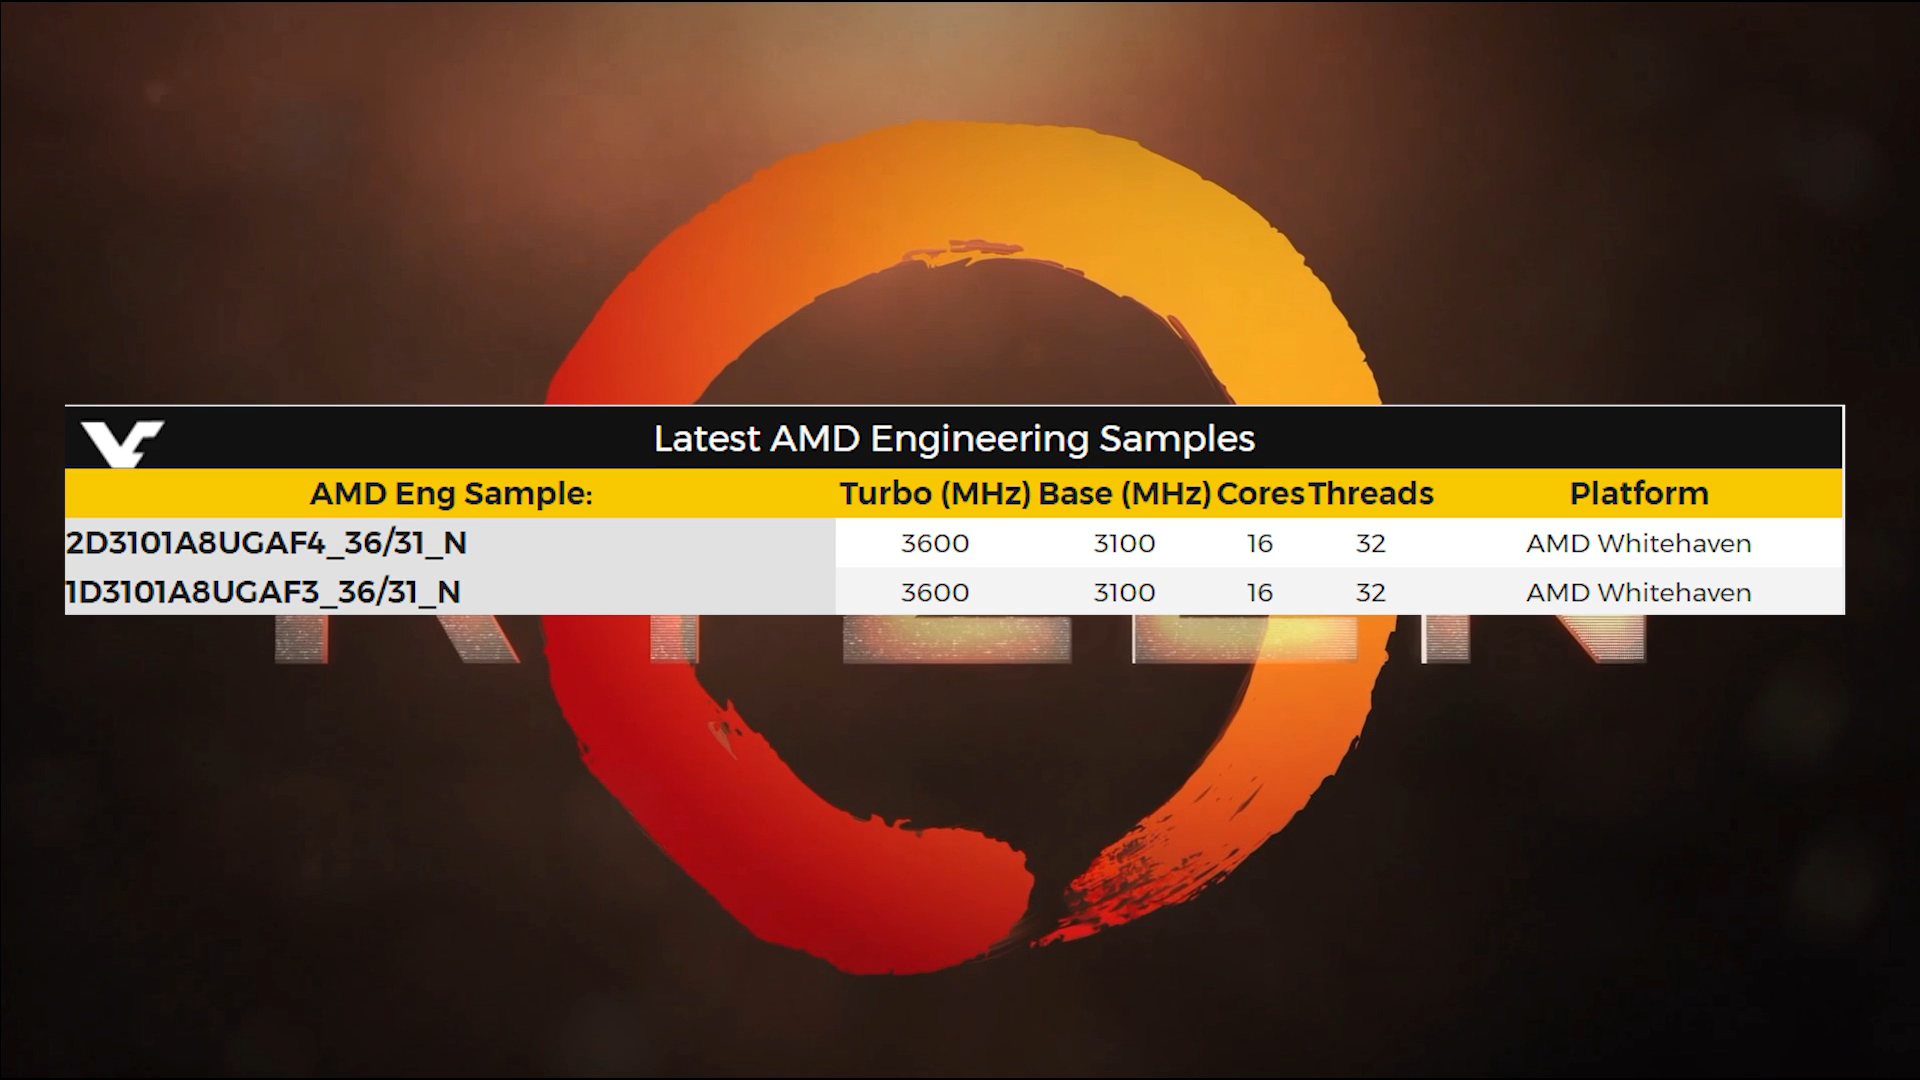 Latest AMD Engineering Samples
AMD Eng Sample: Turbo (MHz) Base (MHz) Cores Threads Platform
2D3101A8UGAF4_36/31_N 3600 3100 16 32 AMD Whitehaven
1D3101A8UGAF3_36/31_N 3600 3100 16 32 AMD Whitehaven
RYZEN